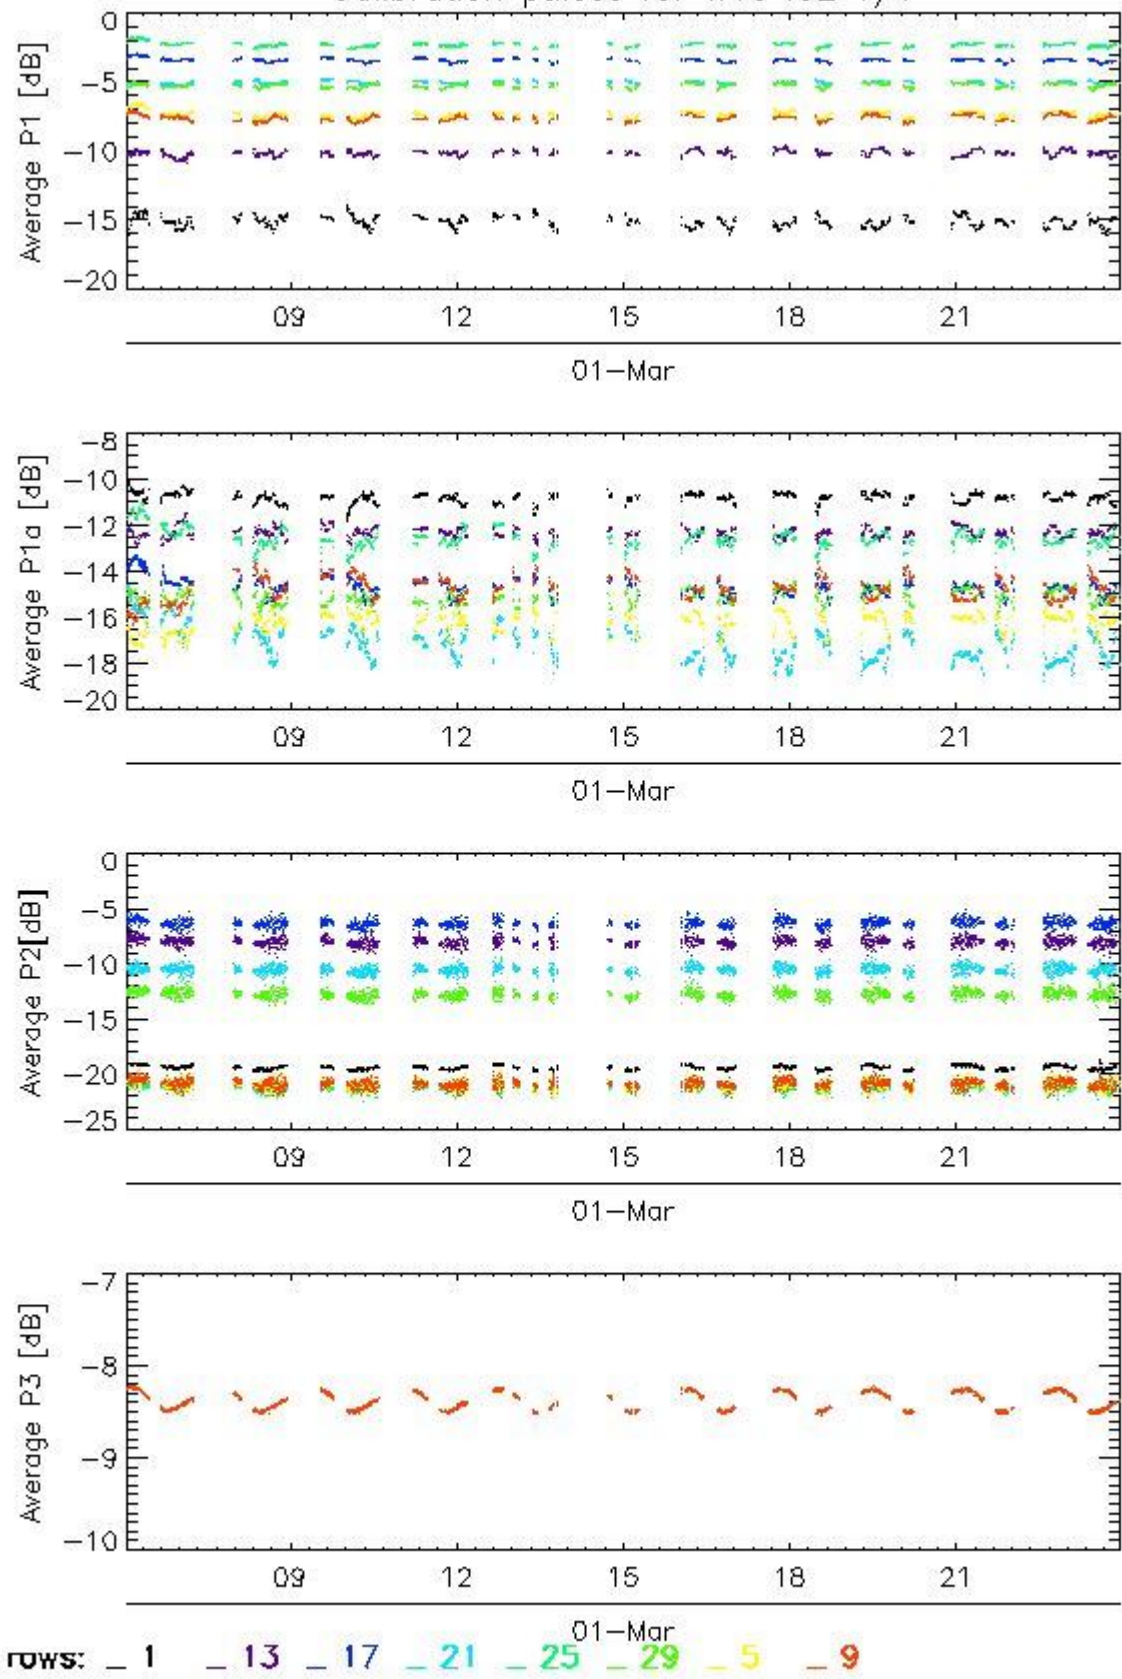 0
−5
−10
−15
−20
Average P1 [dB]
09 12 15 18 21
01−Mar
−8
−10
−12
−14
−16
−18
−20
Average P1a [dB]
09 12 15 18 21
01−Mar
0
−5
−10
−15
−20
−25
Average P2[dB]
09 12 15 18 21
01−Mar
−7
−8
−9
−10
Average P3 [dB]
09 12 15 18 21
01−Mar
rows: _ 1 _ 13 _ 17 _ 21 _ 25 _ 29 _ 5 _ 9